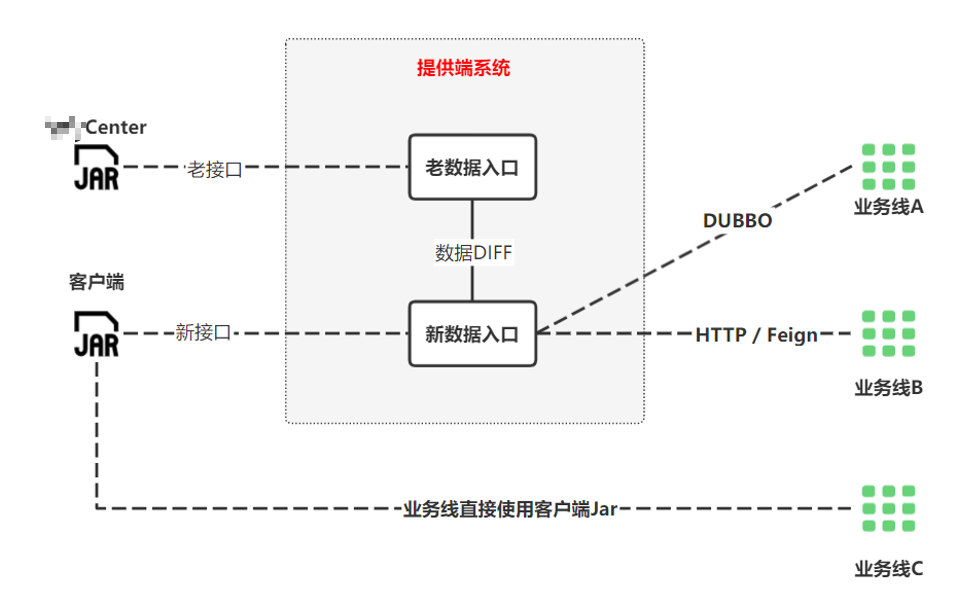 提供端系统
Center
JAR
老接口
老数据入口
业务线A
DUBBO
数据DIFF
客户端
JAR
新接口
新数据入口
HTTP / Feign
业务线B
业务线直接使用客户端Jar
业务线C